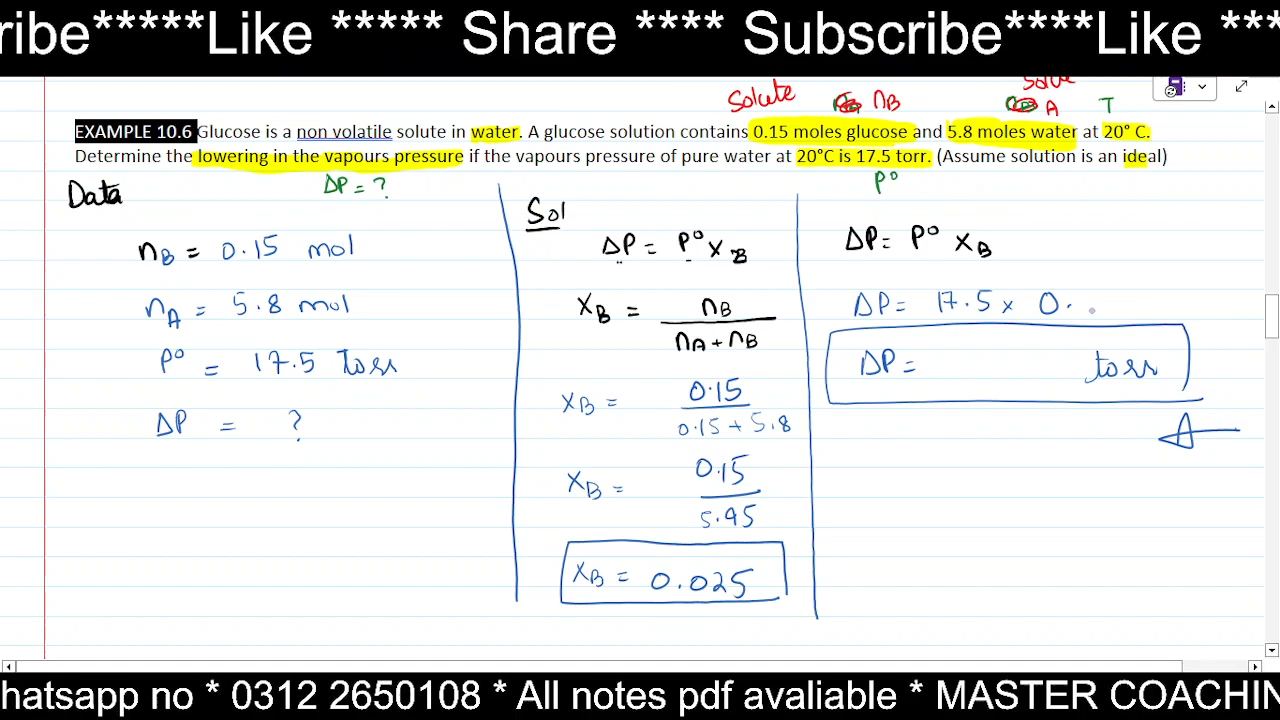 ribe*****Like ***** Share **** Subscribe****Like ***
Solute nB A T
EXAMPLE 10.6 Glucose is a non volatile solute in water. A glucose solution contains 0.15 moles glucose and 5.8 moles water at 20° C.
Determine the lowering in the vapours pressure if the vapours pressure of pure water at 20°C is 17.5 torr. (Assume solution is an ideal)
ΔP = ? P°
Data
nB = 0.15 mol
nA = 5.8 mol
P° = 17.5 torr
ΔP = ?
Sol
ΔP = P° XB
XB = nB
nA + nB
XB = 0.15
0.15 + 5.8
XB = 0.15
5.95
XB = 0.025
ΔP = P° XB
ΔP = 17.5 x 0.
ΔP = torr
A
hatsapp no * 0312 2650108 * All notes pdf avaliable * MASTER COACHIN